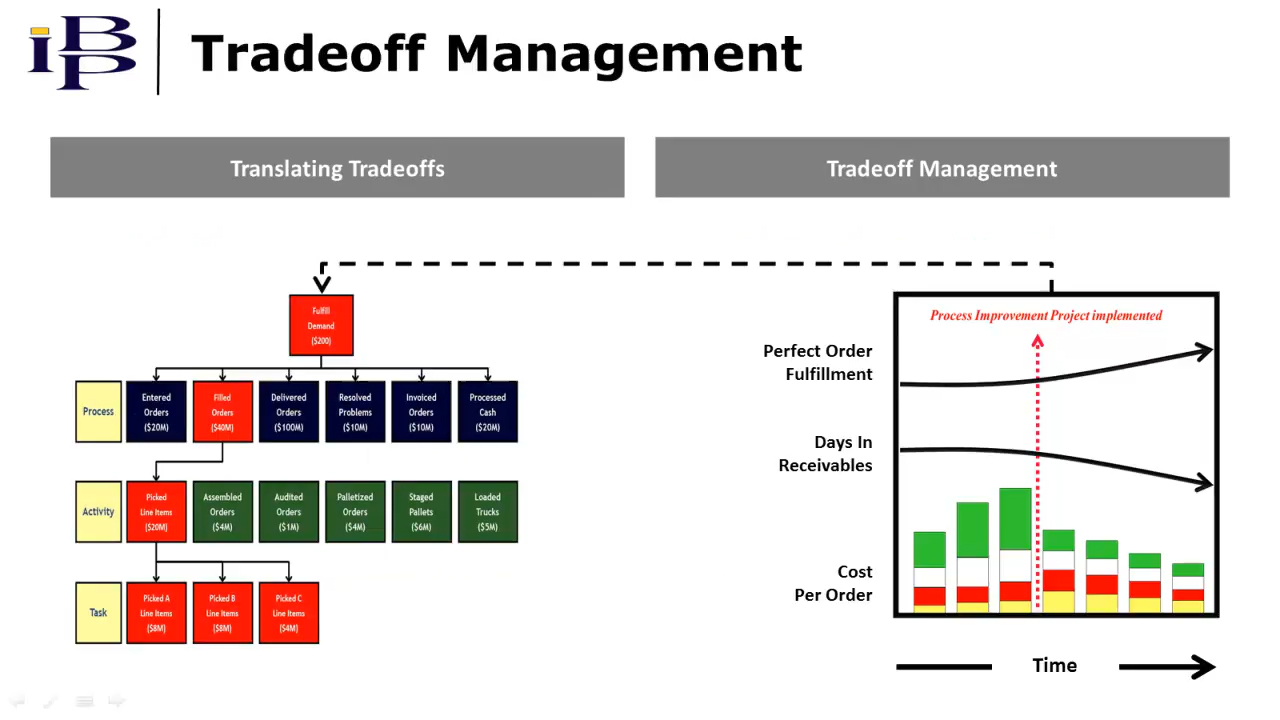 iBP
Tradeoff Management
Translating Tradeoffs
Tradeoff Management
Fulfill
Demand
($200)
Process
Entered
Orders
($20M)
Filled
Orders
($40M)
Delivered
Orders
($100M)
Resolved
Problems
($10M)
Invoiced
Orders
($10M)
Processed
Cash
($20M)
Activity
Picked
Line Items
($20M)
Assembled
Orders
($4M)
Audited
Orders
($1M)
Palletized
Orders
($4M)
Staged
Pallets
($6M)
Loaded
Trucks
($5M)
Task
Picked A
Line Items
($8M)
Picked B
Line Items
($8M)
Picked C
Line Items
($4M)
Process Improvement Project implemented
Perfect Order
Fulfillment
Days In
Receivables
Cost
Per Order
Time